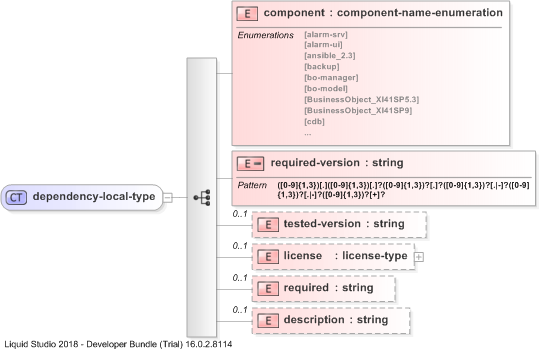 E component : component-name-enumeration
Enumerations [alarm-srv]
[alarm-ui]
[ansible_2.3]
[backup]
[bo-manager]
[bo-model]
[BusinessObject_XI41SP5.3]
[BusinessObject_XI41SP9]
[cdb]
...
E required-version : string
Pattern ([0-9]{1,3})[.]([0-9]{1,3})[.]?([0-9]{1,3})?[.]?([0-9]{1,3})?[.|-]?([0-9]
{1,3})?[.|-]?([0-9]{1,3})?[+]?
CT dependency-local-type
0..1
E tested-version : string
0..1
E license : license-type
0..1
E required : string
0..1
E description : string
Liquid Studio 2018 - Developer Bundle (Trial) 16.0.2.8114